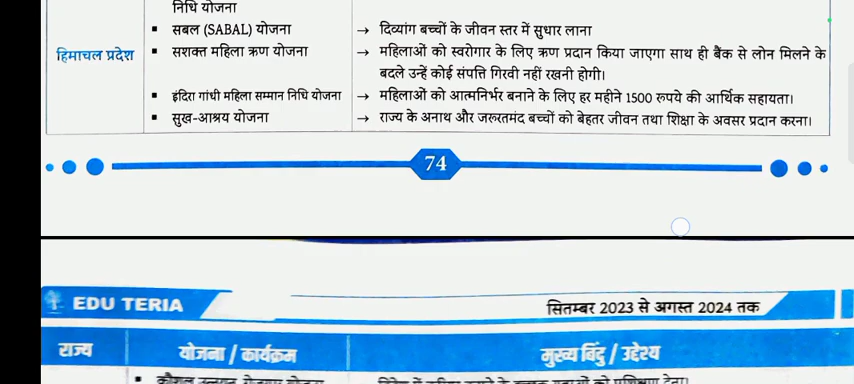 निधि योजना
▪ सबल (SABAL) योजना → दिव्यांग बच्चों के जीवन स्तर में सुधार लाना
हिमाचल प्रदेश ▪ सशक्त महिला ऋण योजना → महिलाओं को स्वरोगार के लिए ऋण प्रदान किया जाएगा साथ ही बैंक से लोन मिलने के
बदले उन्हें कोई संपत्ति गिरवी नहीं रखनी होगी।
▪ इंदिरा गांधी महिला सम्मान निधि योजना → महिलाओं को आत्मनिर्भर बनाने के लिए हर महीने 1500 रुपये की आर्थिक सहायता।
▪ सुख-आश्रय योजना → राज्य के अनाथ और जरूरतमंद बच्चों को बेहतर जीवन तथा शिक्षा के अवसर प्रदान करना।
74
EDU TERIA सितम्बर 2023 से अगस्त 2024 तक
राज्य योजना / कार्यक्रम मुख्य बिंदु / उद्देश्य